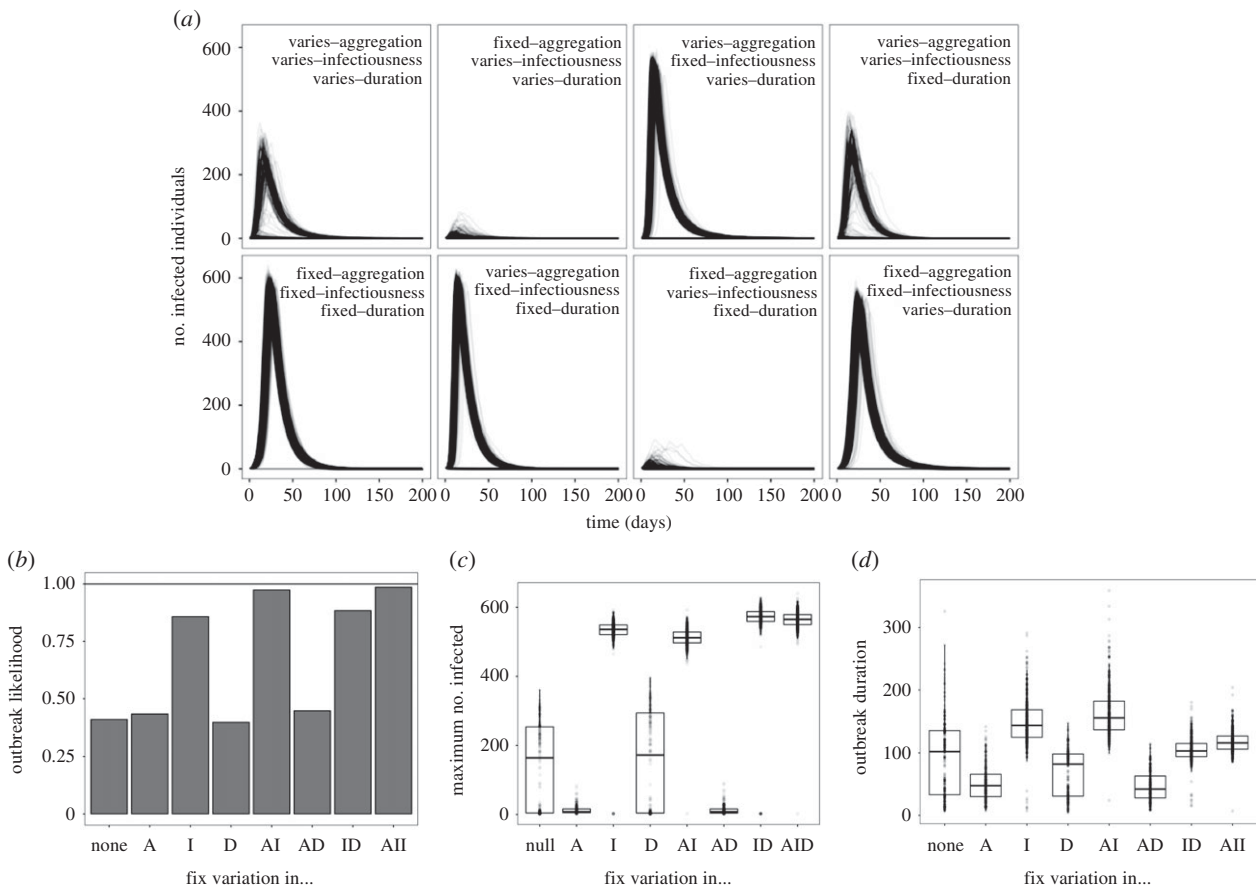 (a)
varies–aggregation
varies–infectiousness
varies–duration
fixed–aggregation
varies–infectiousness
varies–duration
varies–aggregation
fixed–infectiousness
varies–duration
varies–aggregation
varies–infectiousness
fixed–duration
600
400
200
0
fixed–aggregation
fixed–infectiousness
fixed–duration
varies–aggregation
fixed–infectiousness
fixed–duration
fixed–aggregation
varies–infectiousness
fixed–duration
fixed–aggregation
fixed–infectiousness
varies–duration
600
400
200
0
no. infected individuals
0 50 100 150 200
0 50 100 150 200
0 50 100 150 200
0 50 100 150 200
time (days)
(b)
1.00
0.75
0.50
0.25
0
outbreak likelihood
none A I D AI AD ID AII
fix variation in...
(c)
600
400
200
0
maximum no. infected
null A I D AI AD ID AID
fix variation in...
(d)
300
200
100
0
outbreak duration
none A I D AI AD ID AII
fix variation in...